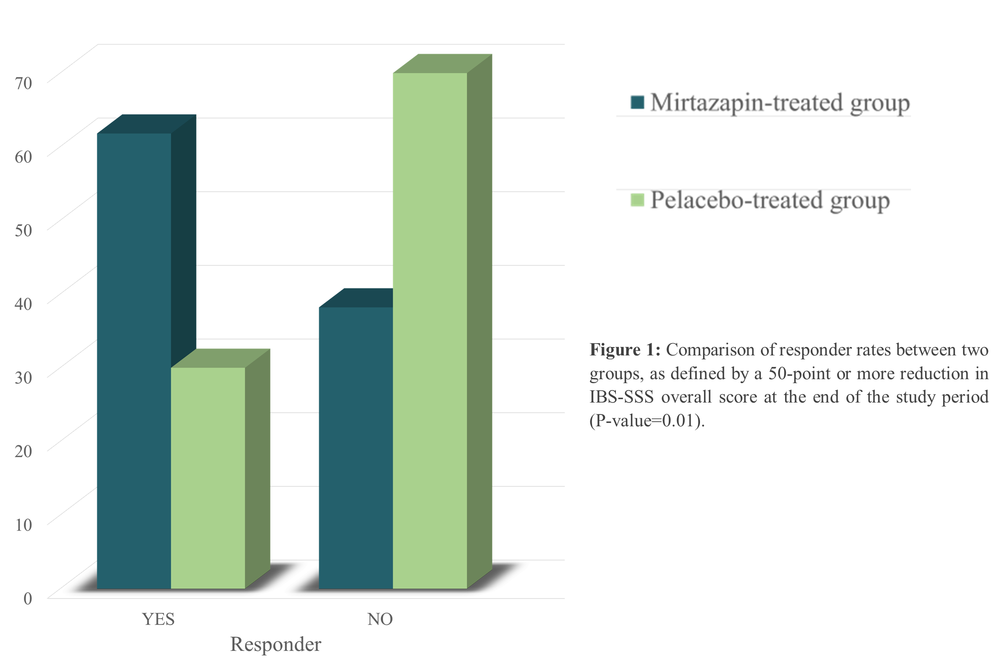 70
60
50
40
30
20
10
0
YES
NO
Responder
Mirtazapin-treated group
Pelacebo-treated group
Figure 1: Comparison of responder rates between two
groups, as defined by a 50-point or more reduction in
IBS-SSS overall score at the end of the study period
(P-value=0.01).